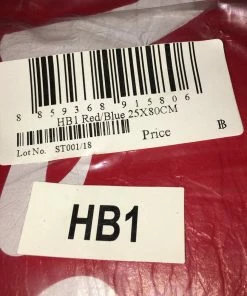 8 859368 915806
HB1 Red/Blue 25X80CM
Lot No. ST001/18
Price
B
HB1